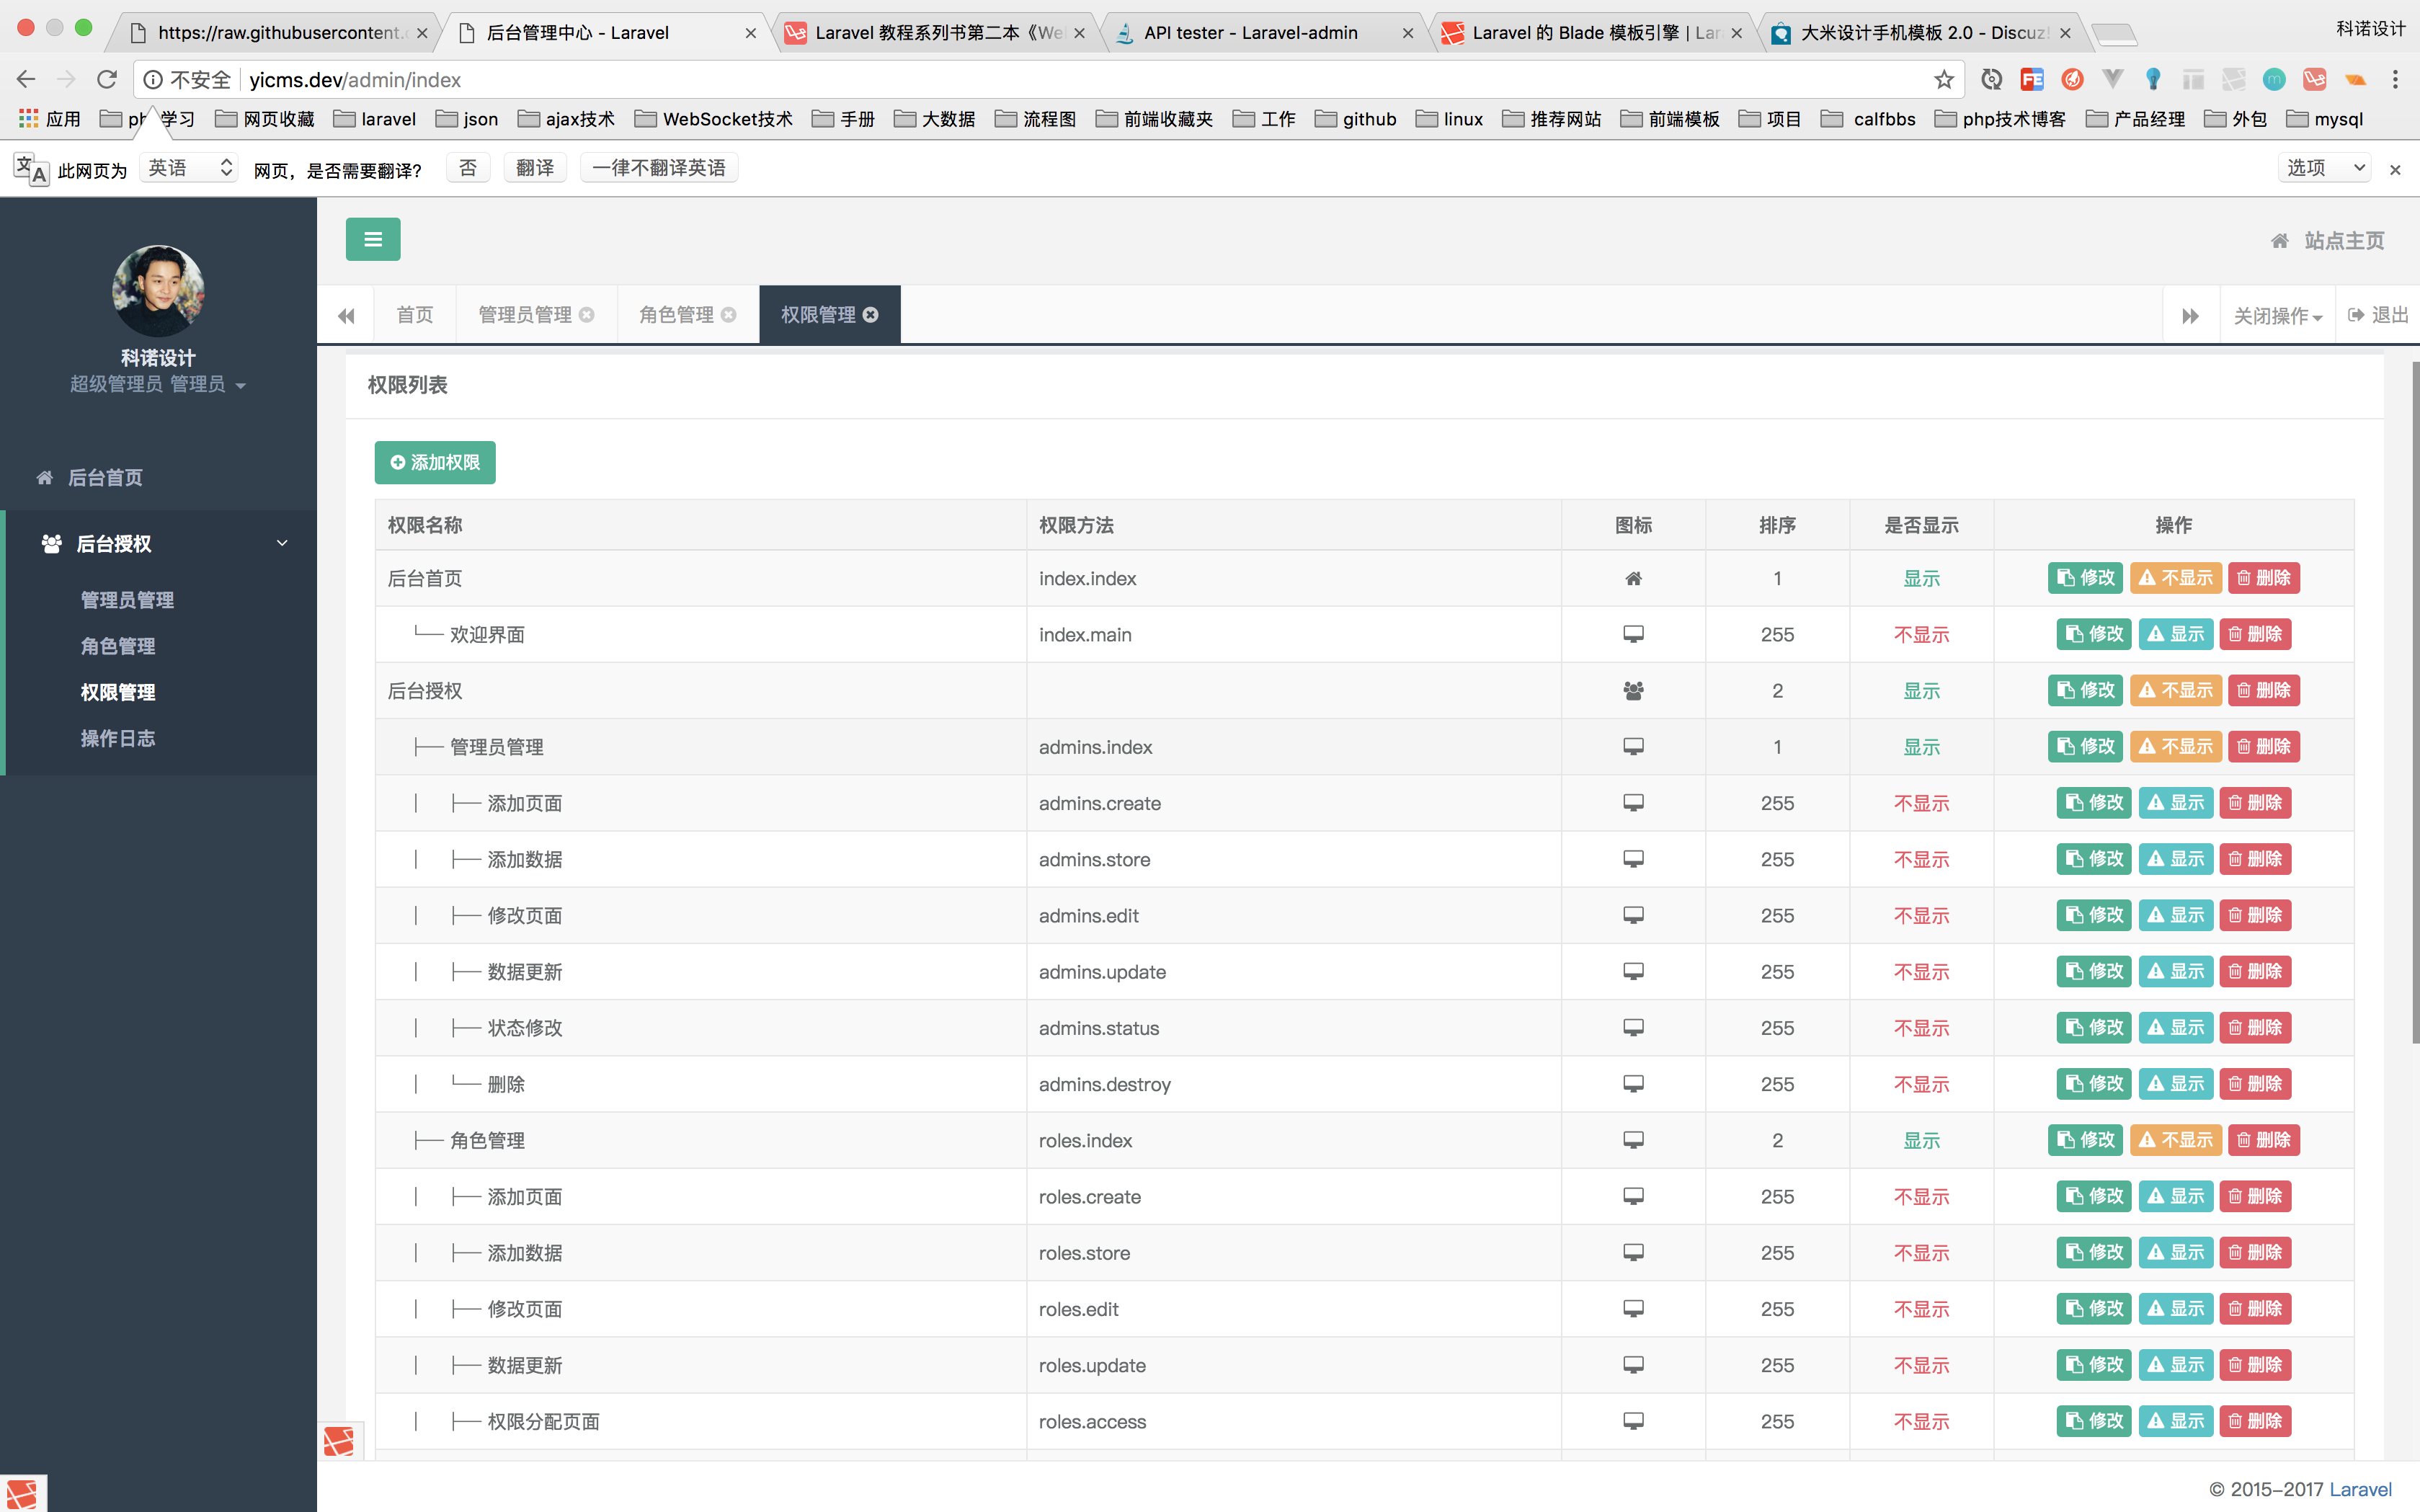 https://raw.githubusercontent.c
后台管理中心 - Laravel
Laravel 教程系列书第二本《We
API tester - Laravel-admin
Laravel 的 Blade 模板引擎 | Lar
大米设计手机模板 2.0 - Discuz!
科诺设计
不安全 yicms.dev/admin/index
应用 学习 网页收藏 laravel json ajax技术 WebSocket技术 手册 大数据 流程图 前端收藏夹 工作 github linux 推荐网站 前端模板 项目 calfbbs php技术博客 产品经理 外包 mysql
此网页为 英语 网页，是否需要翻译? 否 翻译 一律不翻译英语 选项
站点主页
首页 管理员管理 角色管理 权限管理 关闭操作 退出
科诺设计
超级管理员 管理员
后台首页
后台授权
管理员管理
角色管理
权限管理
操作日志
权限列表
添加权限
权限名称 权限方法 图标 排序 是否显示 操作
后台首页 index.index 1 显示 修改 不显示 删除
└── 欢迎界面 index.main 255 不显示 修改 显示 删除
后台授权 2 显示 修改 不显示 删除
├── 管理员管理 admins.index 1 显示 修改 不显示 删除
│ ├── 添加页面 admins.create 255 不显示 修改 显示 删除
│ ├── 添加数据 admins.store 255 不显示 修改 显示 删除
│ ├── 修改页面 admins.edit 255 不显示 修改 显示 删除
│ ├── 数据更新 admins.update 255 不显示 修改 显示 删除
│ ├── 状态修改 admins.status 255 不显示 修改 显示 删除
│ └── 删除 admins.destroy 255 不显示 修改 显示 删除
├── 角色管理 roles.index 2 显示 修改 不显示 删除
│ ├── 添加页面 roles.create 255 不显示 修改 显示 删除
│ ├── 添加数据 roles.store 255 不显示 修改 显示 删除
│ ├── 修改页面 roles.edit 255 不显示 修改 显示 删除
│ ├── 数据更新 roles.update 255 不显示 修改 显示 删除
│ ├── 权限分配页面 roles.access 255 不显示 修改 显示 删除
© 2015-2017 Laravel